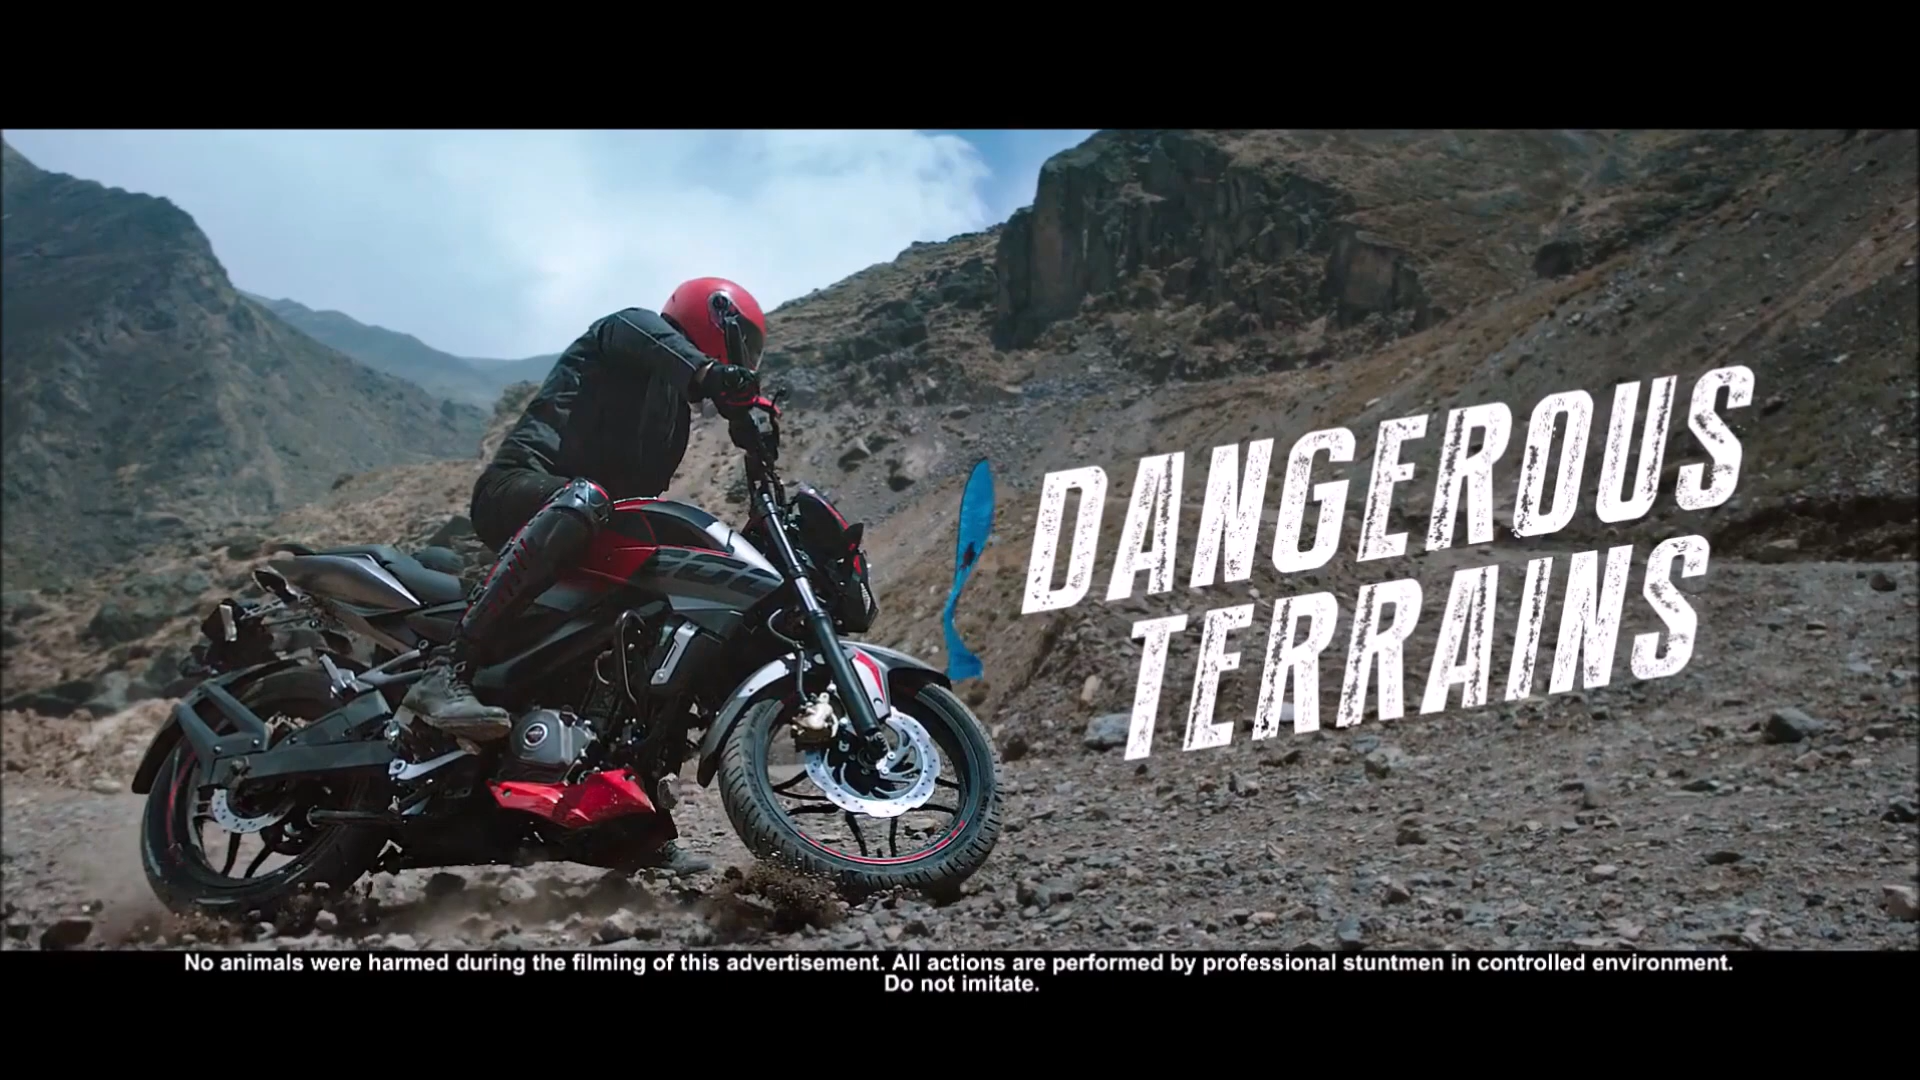 DANGEROUS
TERRAINS
No animals were harmed during the filming of this advertisement. All actions are performed by professional stuntmen in controlled environment.
Do not imitate.